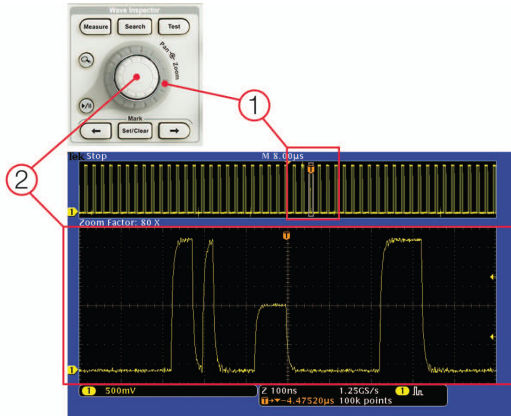 Wave Inspector
Measure Search Test
Pan Zoom
Mark
← Set/Clear →
1
2
Tek Stop
M 8.00µs
T
1
Zoom Factor: 80 X
T
1
1 500mV
Z 100ns 1.25GS/s 1
T→▼-4.47520µs 100k points